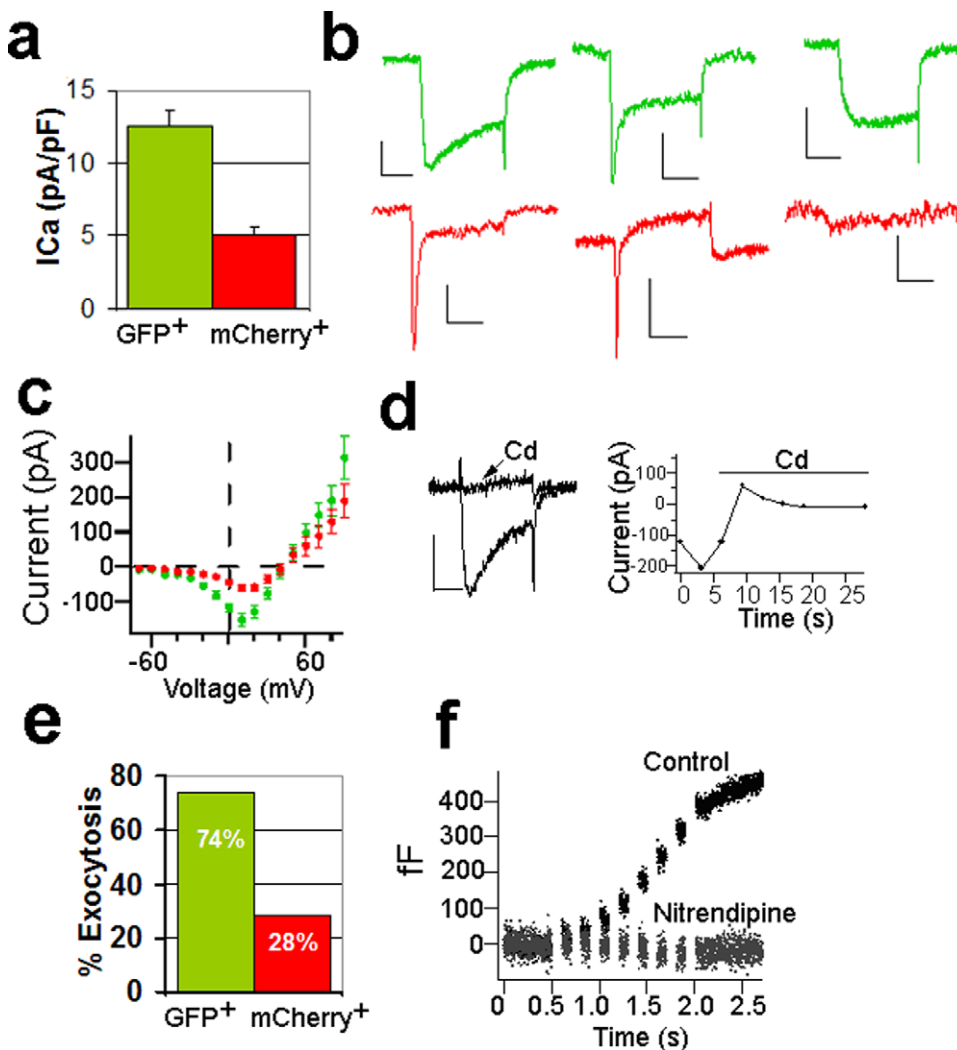 a
ICa (pA/pF)
15
10
5
0
GFP+
mCherry+
b
c
Current (pA)
300
200
100
0
-100
-60
60
Voltage (mV)
d
Cd
Current (pA)
100
0
-100
-200
Cd
0
5
10
15
20
25
Time (s)
e
% Exocytosis
80
60
40
20
0
74%
28%
GFP+
mCherry+
f
fF
400
300
200
100
0
Control
Nitrendipine
0
0.5
1.0
1.5
2.0
2.5
Time (s)